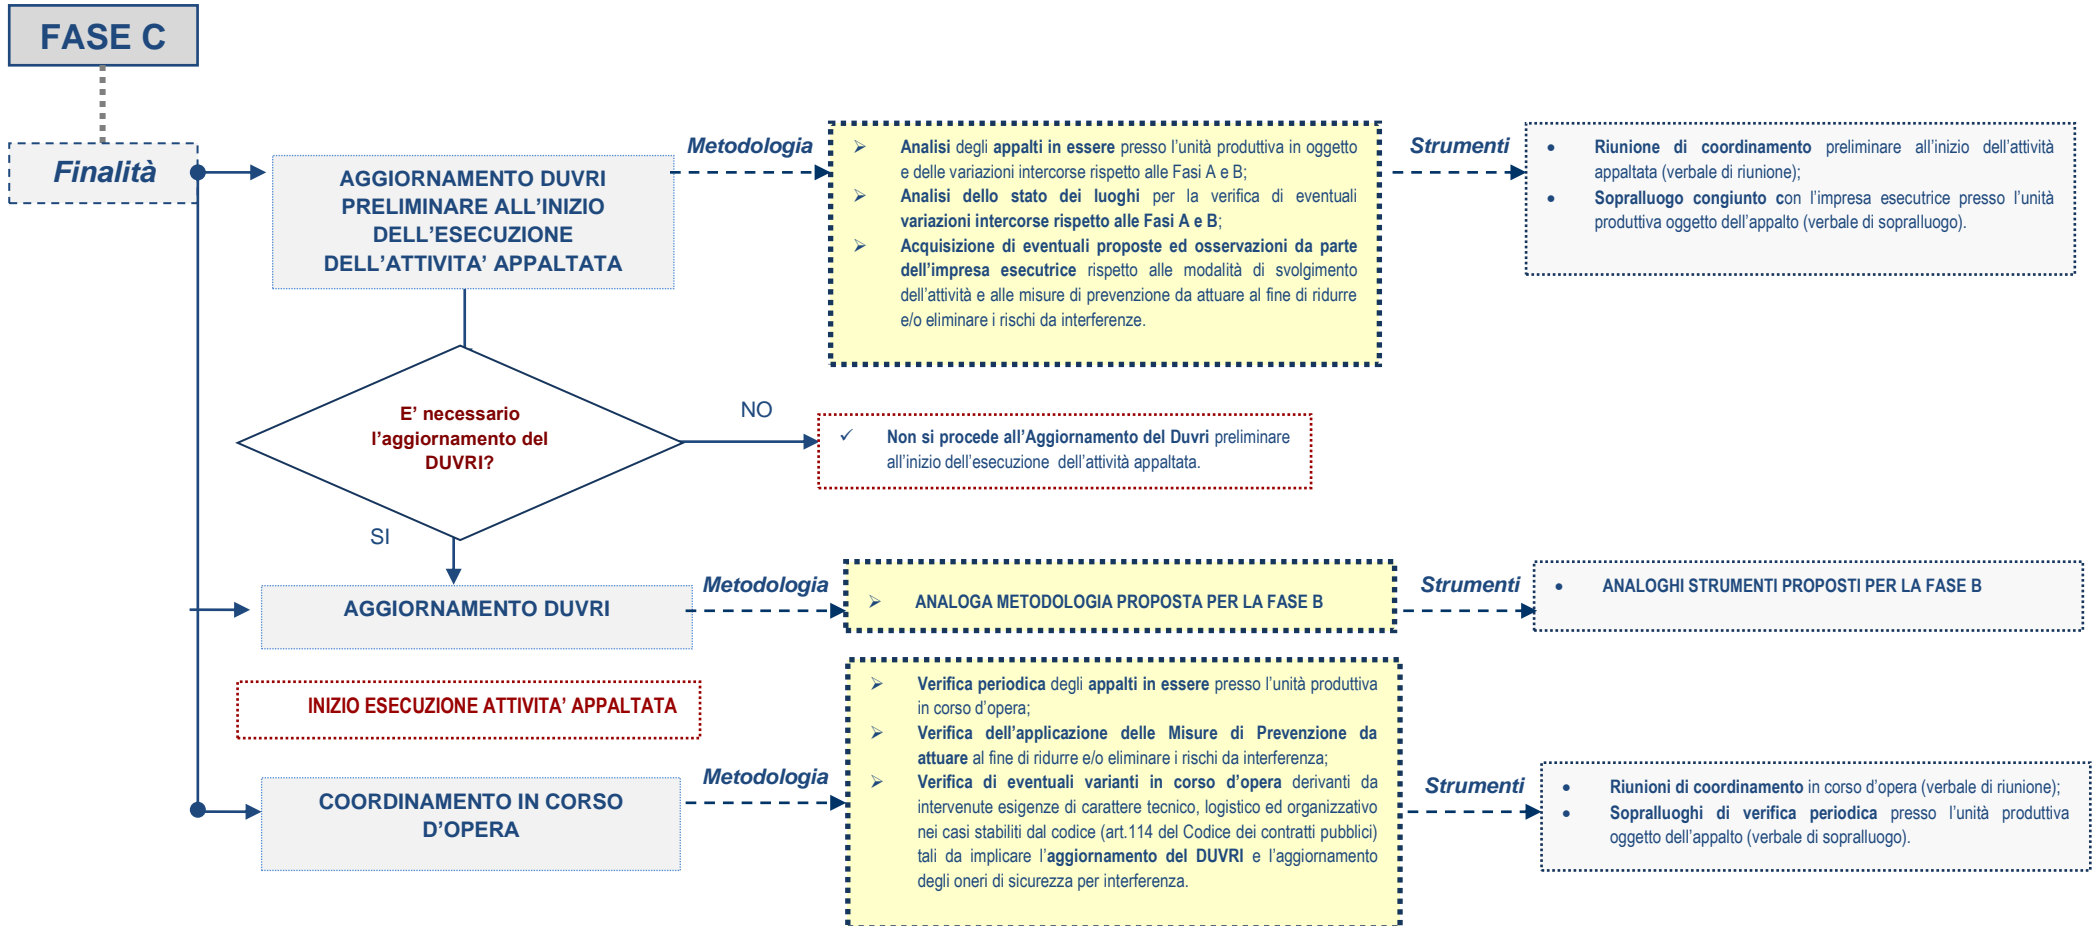 FASE C
Finalità
AGGIORNAMENTO DUVRI
PRELIMINARE ALL'INIZIO
DELL'ESECUZIONE
DELL'ATTIVITA' APPALTATA
Metodologia
➢ Analisi degli appalti in essere presso l'unità produttiva in oggetto
e delle variazioni intercorse rispetto alle Fasi A e B;
➢ Analisi dello stato dei luoghi per la verifica di eventuali
variazioni intercorse rispetto alle Fasi A e B;
➢ Acquisizione di eventuali proposte ed osservazioni da parte
dell'impresa esecutrice rispetto alle modalità di svolgimento
dell'attività e alle misure di prevenzione da attuare al fine di ridurre
e/o eliminare i rischi da interferenze.
Strumenti
• Riunione di coordinamento preliminare all'inizio dell'attività
appaltata (verbale di riunione);
• Sopralluogo congiunto con l'impresa esecutrice presso l'unità
produttiva oggetto dell'appalto (verbale di sopralluogo).
E' necessario
l'aggiornamento del
DUVRI?
NO
✓ Non si procede all'Aggiornamento del Duvri preliminare
all'inizio dell'esecuzione dell'attività appaltata.
SI
AGGIORNAMENTO DUVRI
Metodologia
➢ ANALOGA METODOLOGIA PROPOSTA PER LA FASE B
Strumenti
• ANALOGHI STRUMENTI PROPOSTI PER LA FASE B
INIZIO ESECUZIONE ATTIVITA' APPALTATA
COORDINAMENTO IN CORSO
D'OPERA
Metodologia
➢ Verifica periodica degli appalti in essere presso l'unità produttiva
in corso d'opera;
➢ Verifica dell'applicazione delle Misure di Prevenzione da
attuare al fine di ridurre e/o eliminare i rischi da interferenza;
➢ Verifica di eventuali varianti in corso d'opera derivanti da
intervenute esigenze di carattere tecnico, logistico ed organizzativo
nei casi stabiliti dal codice (art.114 del Codice dei contratti pubblici)
tali da implicare l'aggiornamento del DUVRI e l'aggiornamento
degli oneri di sicurezza per interferenza.
Strumenti
• Riunioni di coordinamento in corso d'opera (verbale di riunione);
• Sopralluoghi di verifica periodica presso l'unità produttiva
oggetto dell'appalto (verbale di sopralluogo).